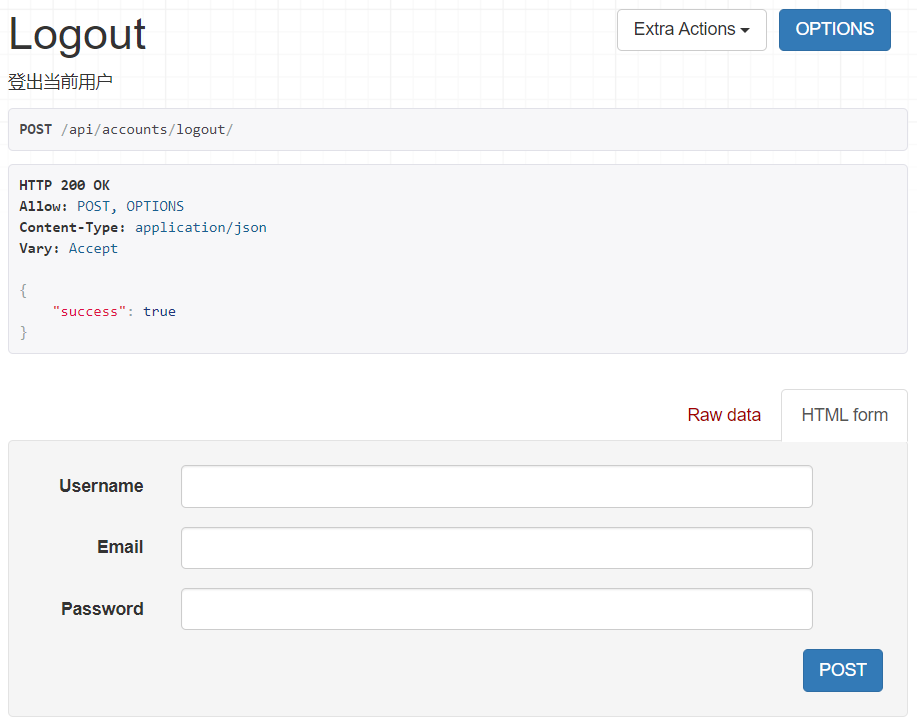 Logout
Extra Actions
OPTIONS
登出当前用户
POST /api/accounts/logout/
HTTP 200 OK
Allow: POST, OPTIONS
Content-Type: application/json
Vary: Accept
{
    "success": true
}
Raw data
HTML form
Username
Email
Password
POST